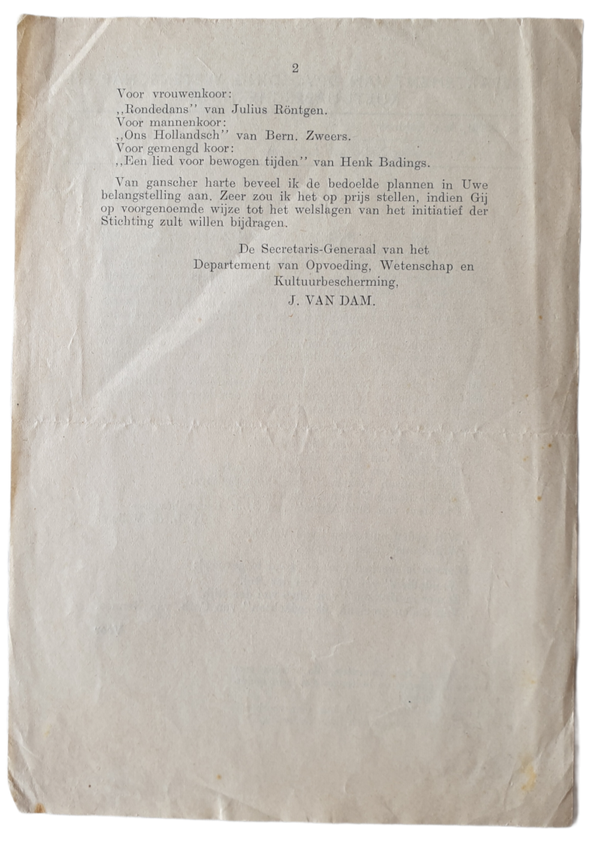 2
Voor vrouwenkoor:
„Rondedans" van Julius Röntgen.
Voor mannenkoor:
„Ons Hollandsch" van Bern. Zweers.
Voor gemengd koor:
„Een lied voor bewogen tijden" van Henk Badings.
Van ganscher harte beveel ik de bedoelde plannen in Uwe
belangstelling aan. Zeer zou ik het op prijs stellen, indien Gij
op voorgenoemde wijze tot het welslagen van het initiatief der
Stichting zult willen bijdragen.
De Secretaris-Generaal van het
Departement van Opvoeding, Wetenschap en
Kultuurbescherming,
J. VAN DAM.